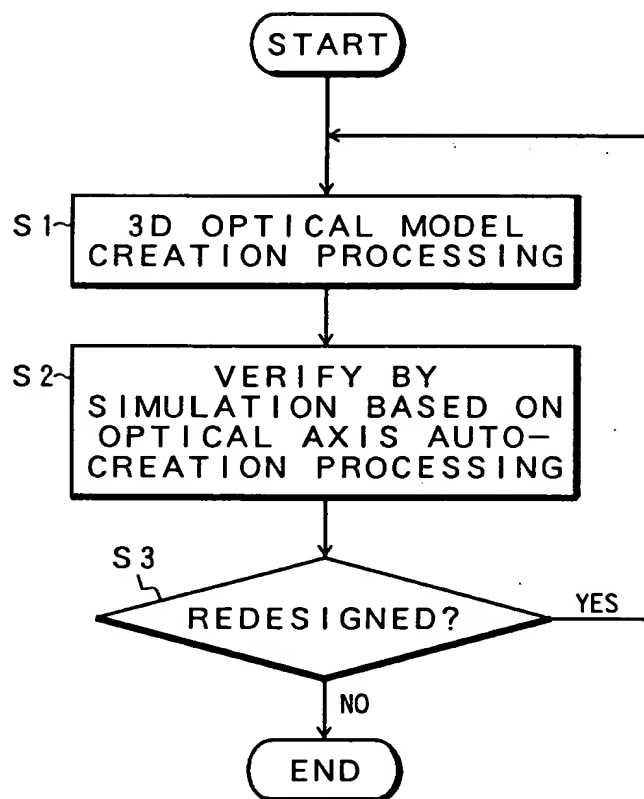 START
S1
3D OPTICAL MODEL
CREATION PROCESSING
S2
VERIFY BY
SIMULATION BASED ON
OPTICAL AXIS AUTO-
CREATION PROCESSING
S3
REDESIGNED?
YES
NO
END